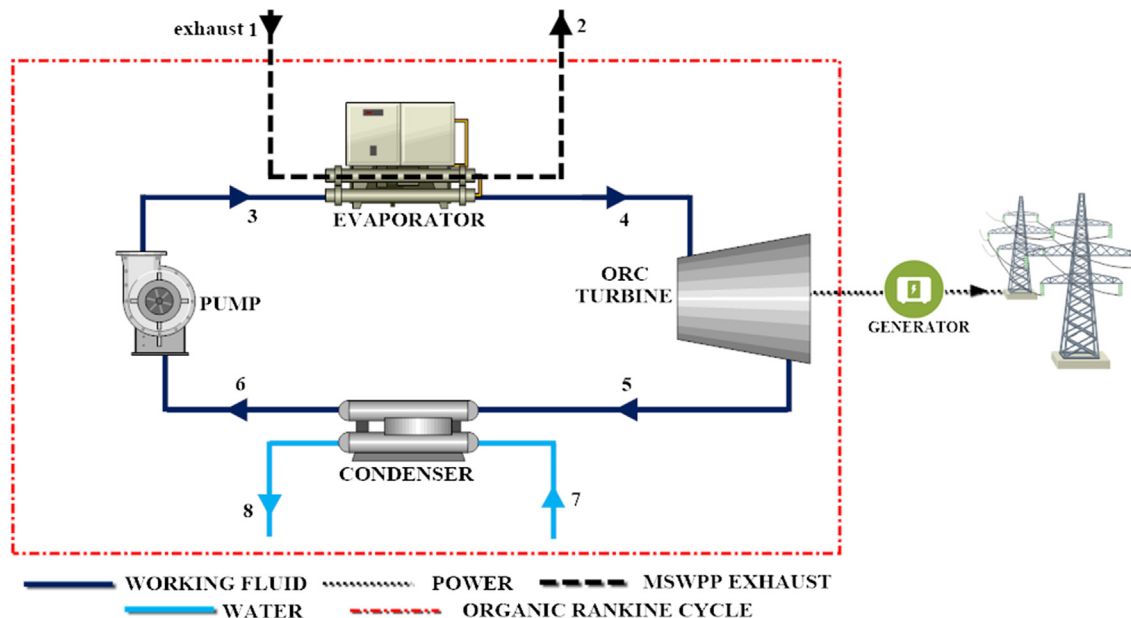 exhaust 1
2
EVAPORATOR
3
4
PUMP
ORC
TURBINE
GENERATOR
6
5
CONDENSER
8
7
WORKING FLUID
POWER
MSWPP EXHAUST
WATER
ORGANIC RANKINE CYCLE